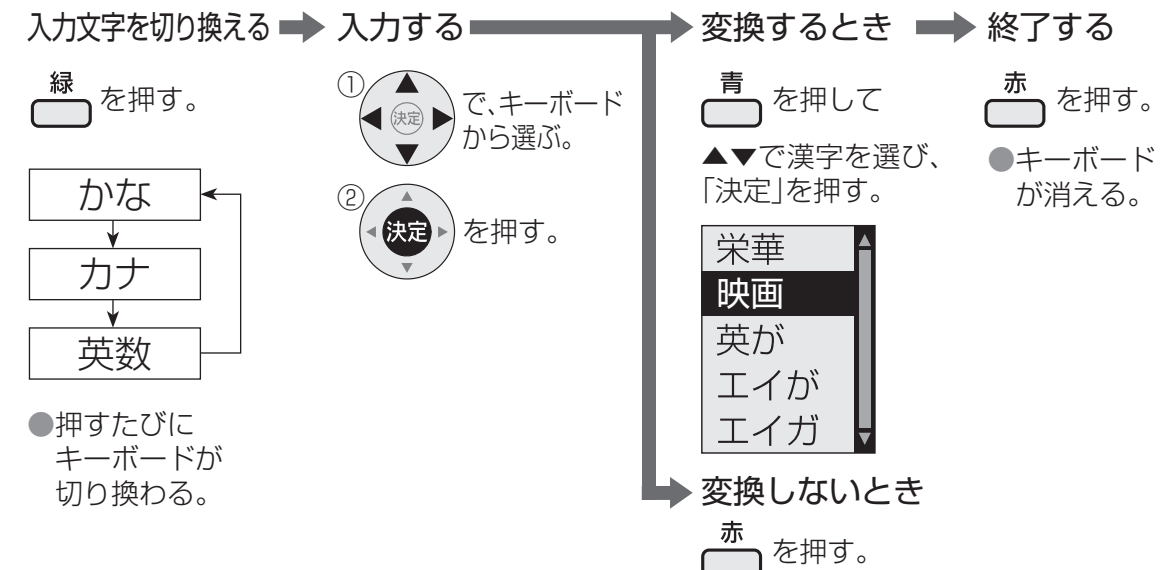 入力文字を切り換える
緑
を押す。
かな
カナ
英数
●押すたびに
キーボードが
切り換わる。
入力する
①
決定
で、キーボード
から選ぶ。
②
決定
を押す。
変換するとき
青
を押して
▲▼で漢字を選び、
「決定」を押す。
栄華
映画
英が
エイが
エイガ
変換しないとき
赤
を押す。
終了する
赤
を押す。
●キーボード
が消える。